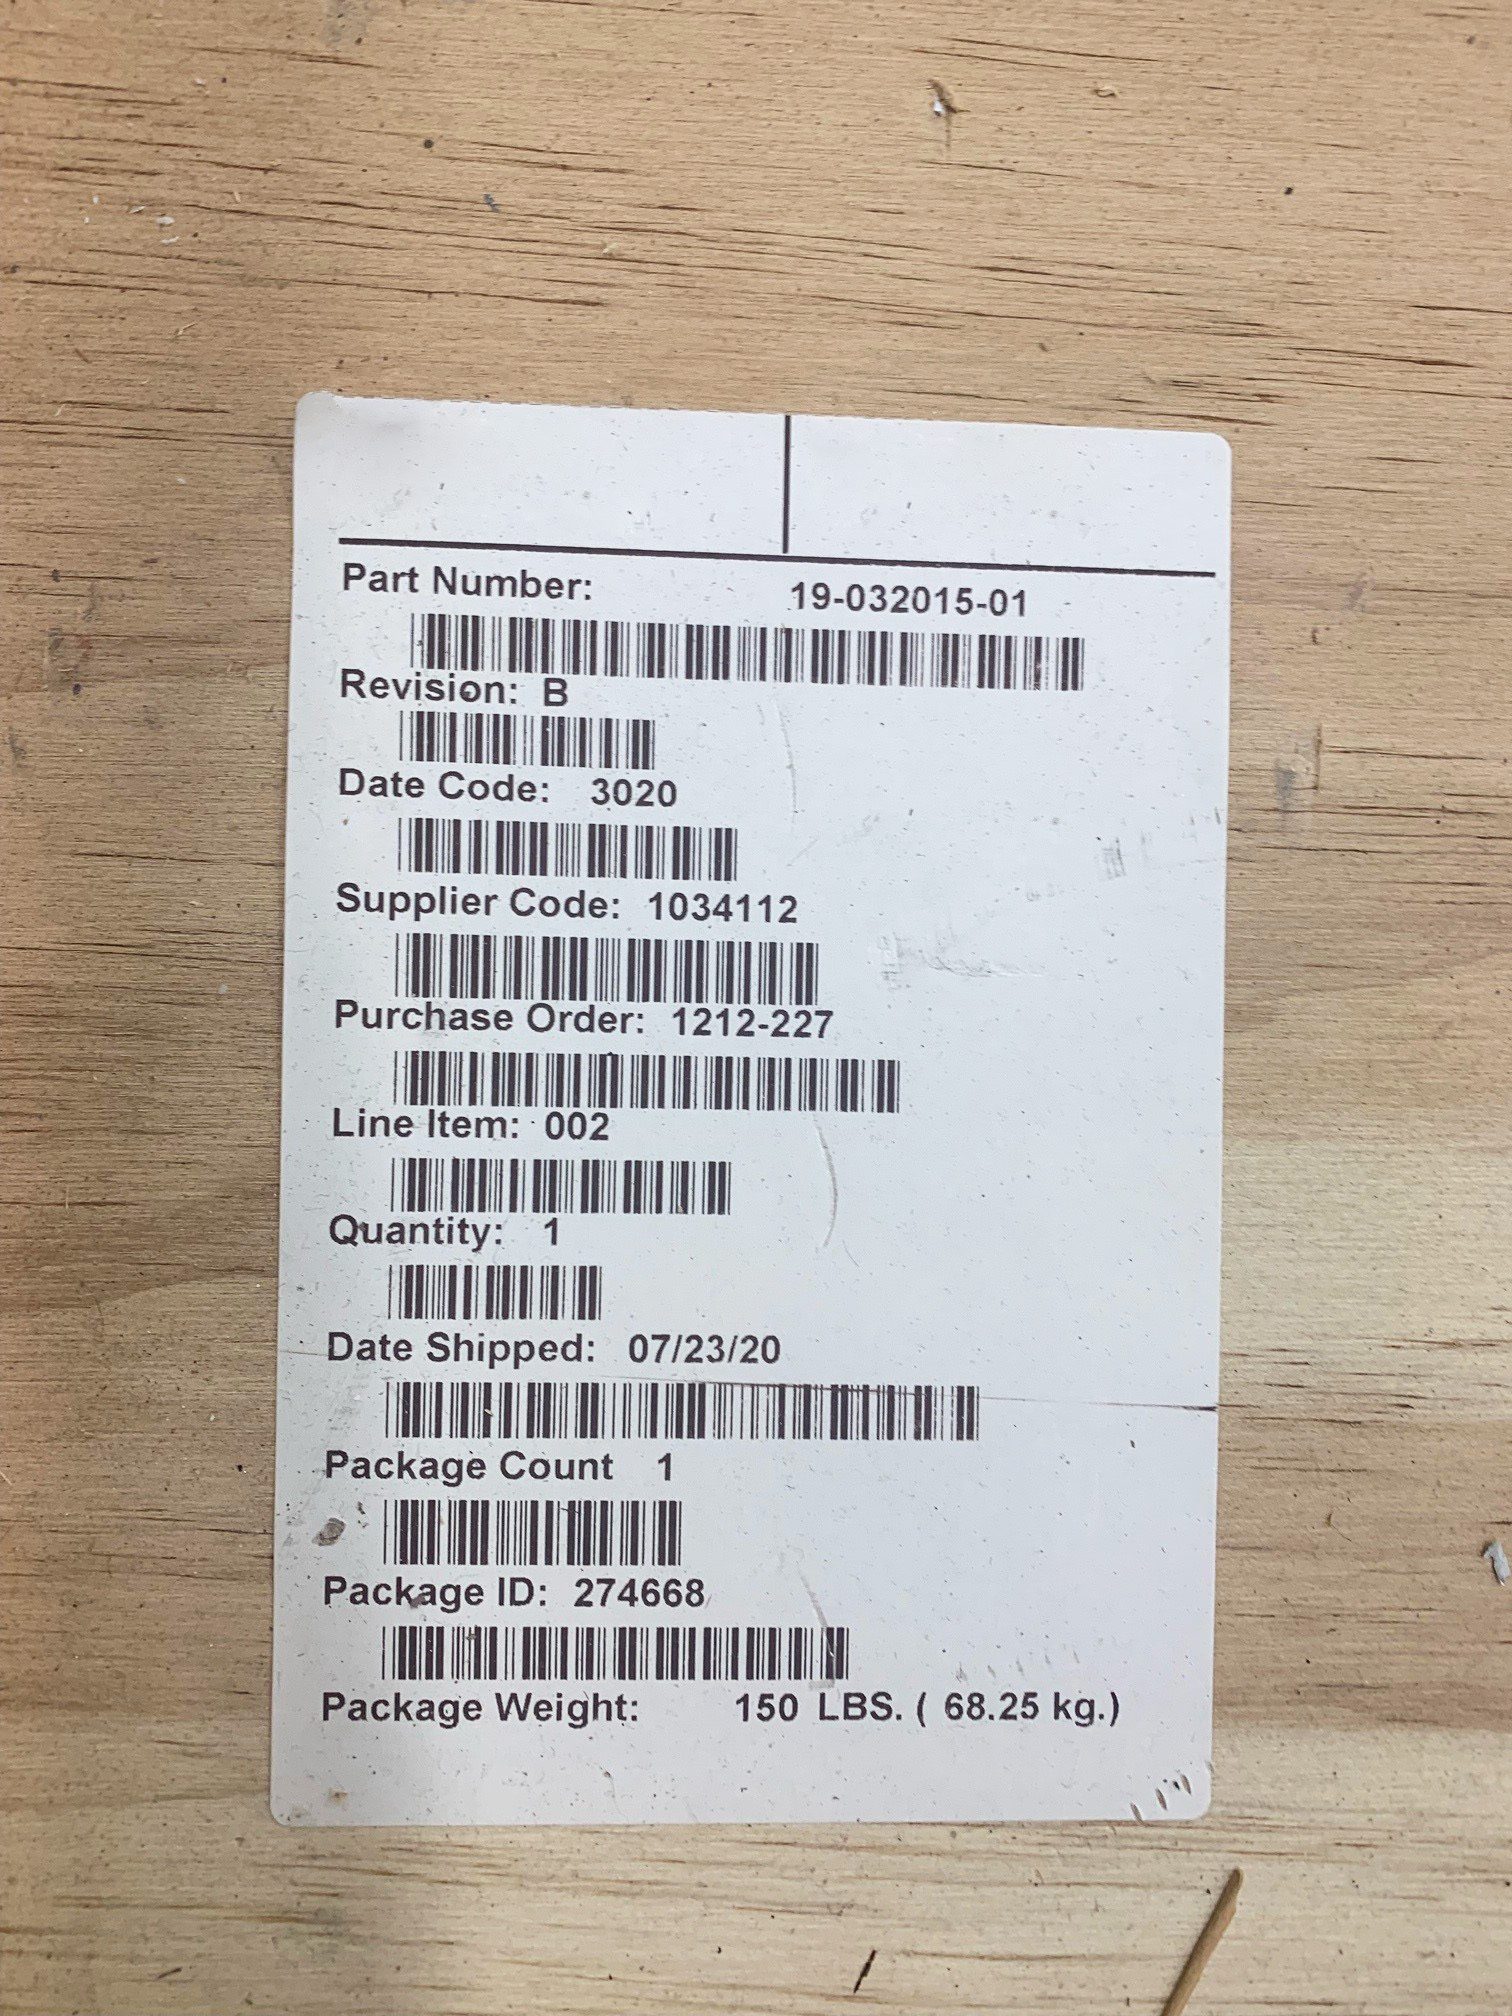 Part Number: 19-032015-01
Revision: B
Date Code: 3020
Supplier Code: 1034112
Purchase Order: 1212-227
Line Item: 002
Quantity: 1
Date Shipped: 07/23/20
Package Count 1
Package ID: 274668
Package Weight: 150 LBS. ( 68.25 kg.)